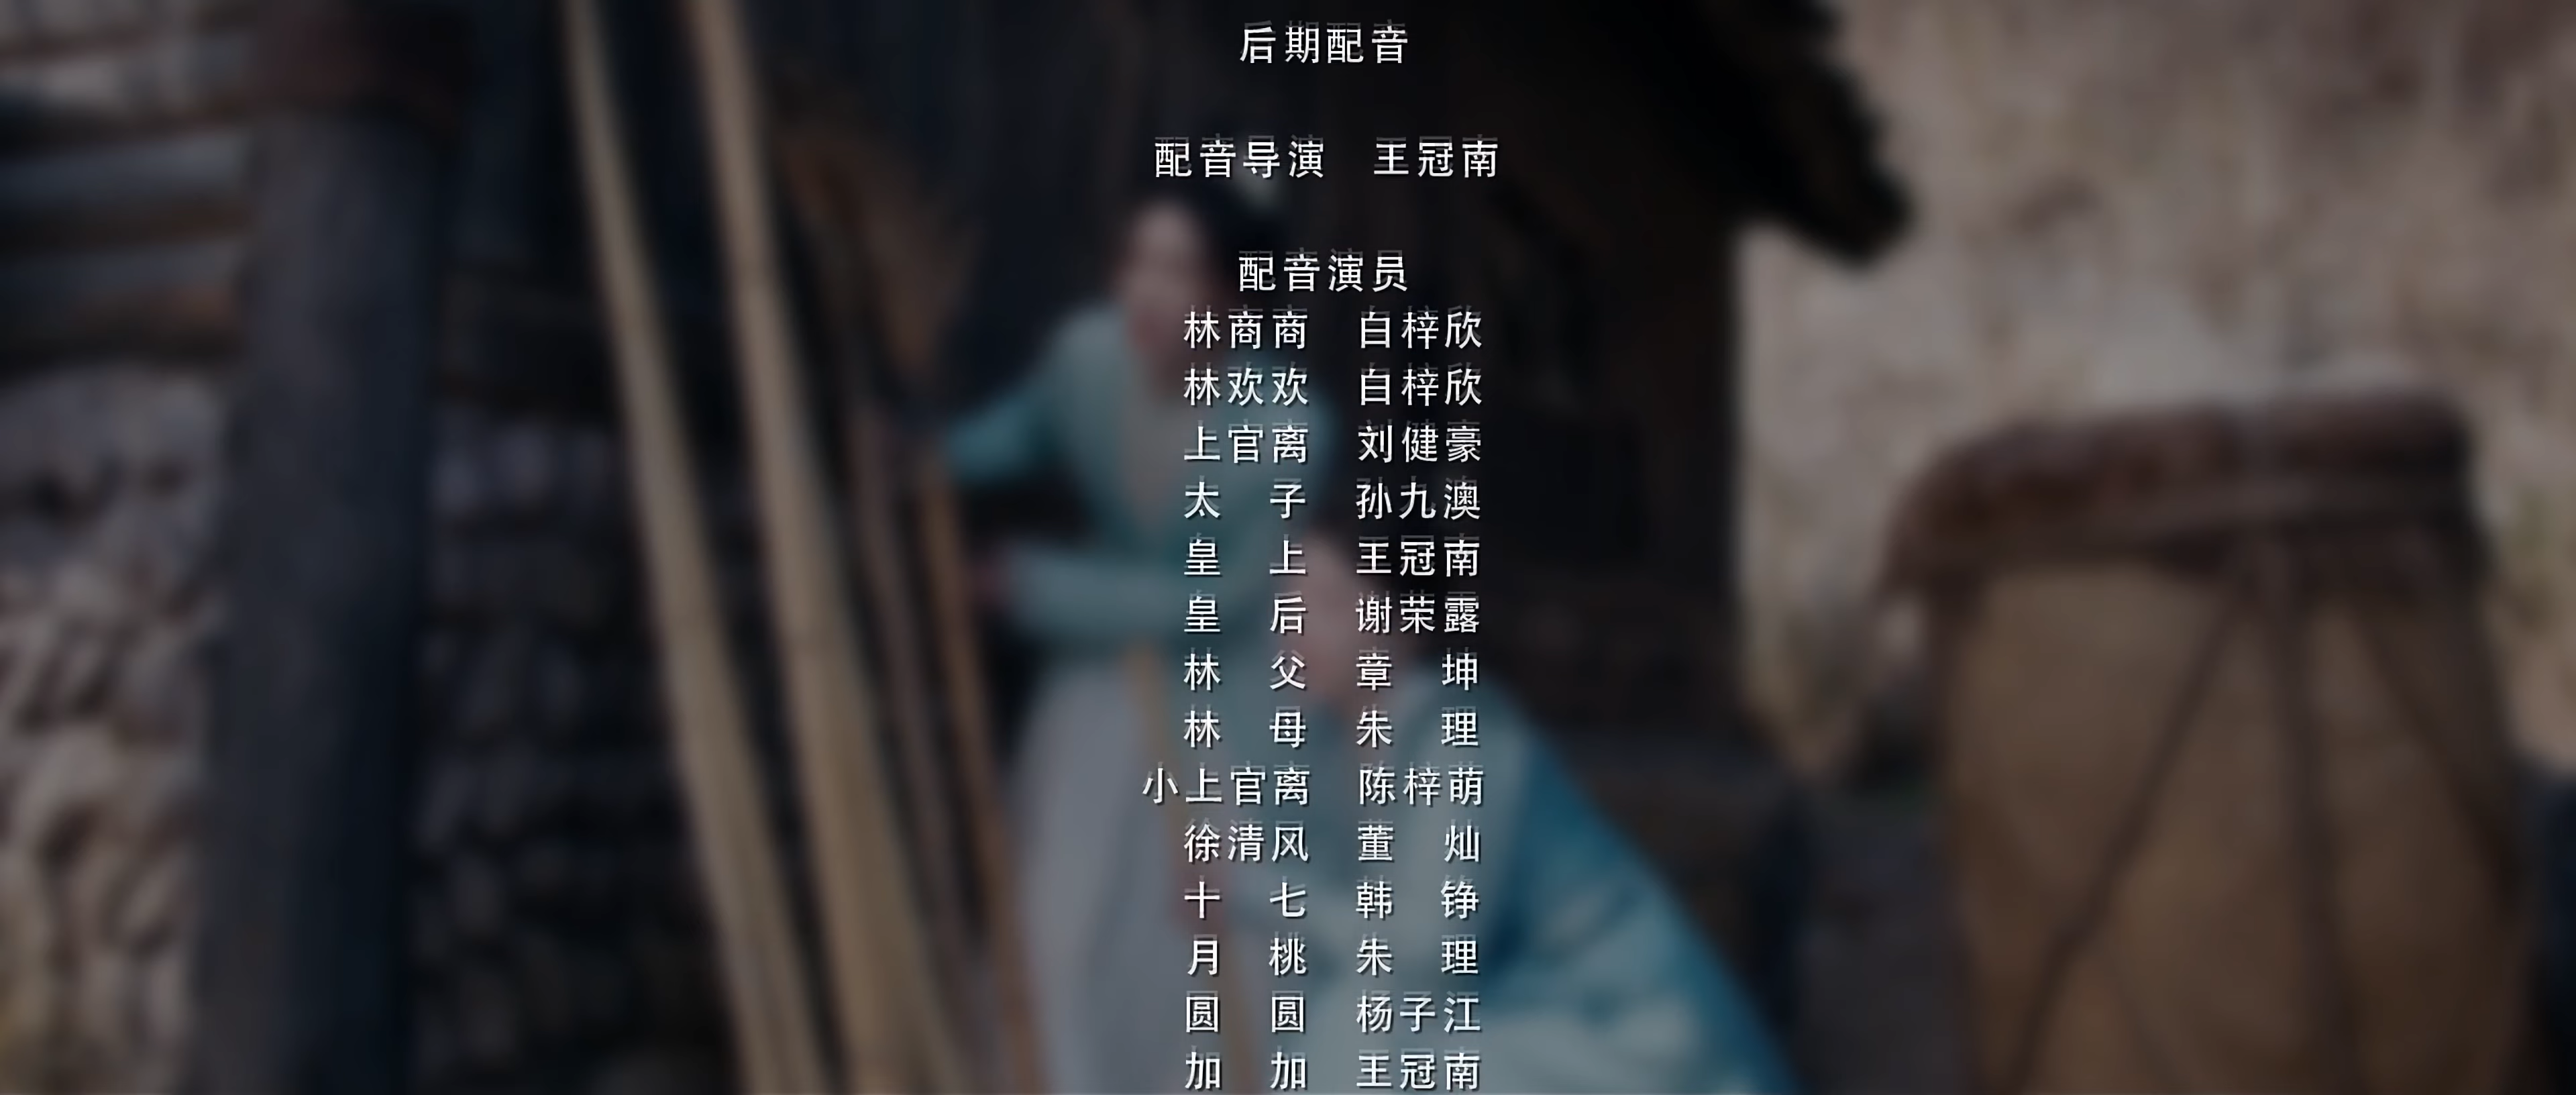 后期配音
配音导演 王冠南
配音演员
林商商 自梓欣
林欢欢 自梓欣
上官离 刘健豪
太子 孙九澳
皇上 王冠南
皇后 谢荣露
林父 章坤
林母 朱理
小上官离 陈梓萌
徐清风 董灿
十七 韩铮
月桃 朱理
圆圆 杨子江
加加 王冠南